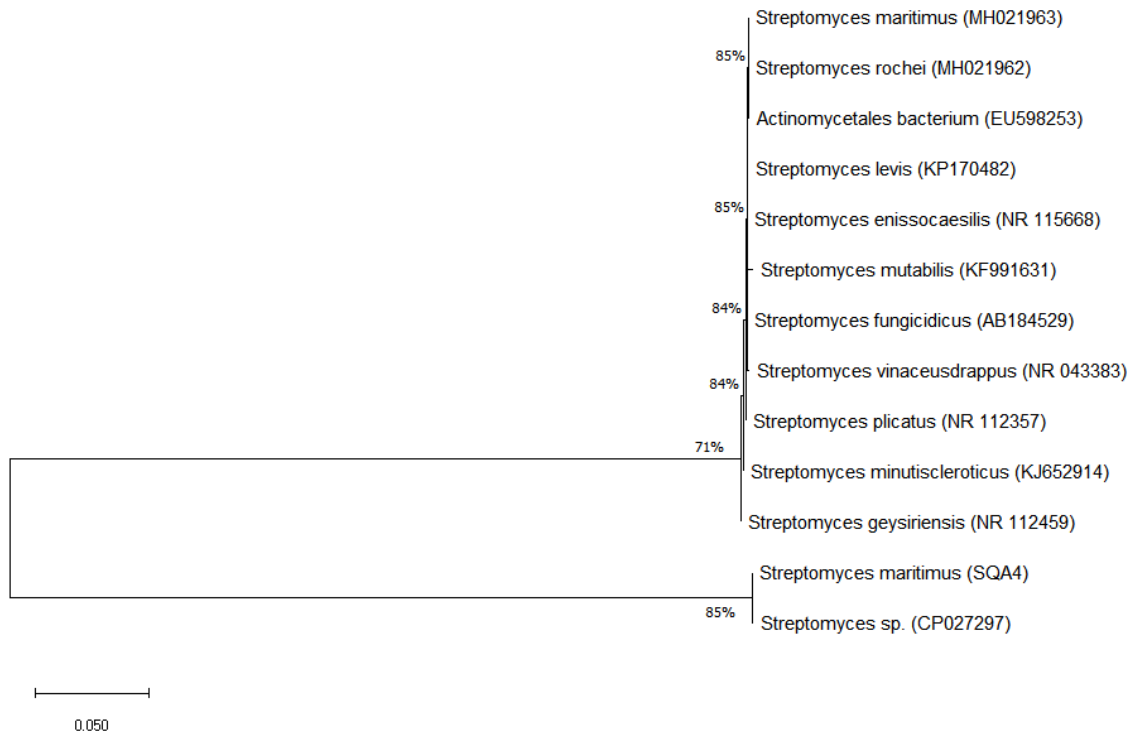 Streptomyces maritimus (MH021963)
85%
Streptomyces rochei (MH021962)
Actinomycetales bacterium (EU598253)
Streptomyces levis (KP170482)
85%
Streptomyces enissocaesilis (NR 115668)
Streptomyces mutabilis (KF991631)
84%
Streptomyces fungicidicus (AB184529)
Streptomyces vinaceusdrappus (NR 043383)
84%
Streptomyces plicatus (NR 112357)
71%
Streptomyces minutiscleroticus (KJ652914)
Streptomyces geysiriensis (NR 112459)
Streptomyces maritimus (SQA4)
85%
Streptomyces sp. (CP027297)
0.050